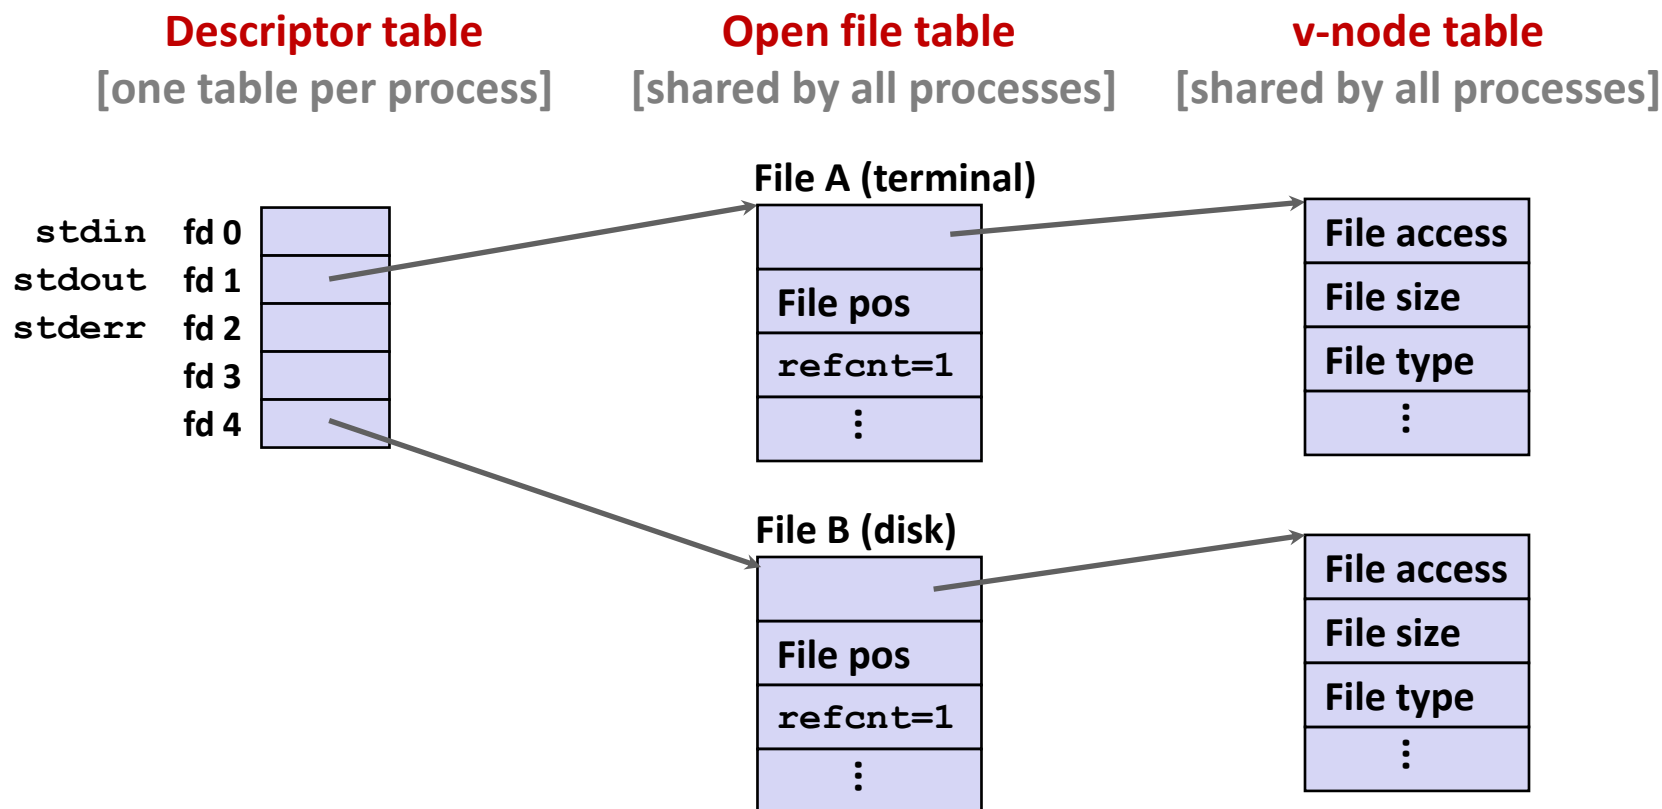 Descriptor table
[one table per process]
Open file table
[shared by all processes]
v-node table
[shared by all processes]
stdin fd 0
stdout fd 1
stderr fd 2
fd 3
fd 4
File A (terminal)
File pos
refcnt=1
⋮
File access
File size
File type
⋮
File B (disk)
File pos
refcnt=1
⋮
File access
File size
File type
⋮